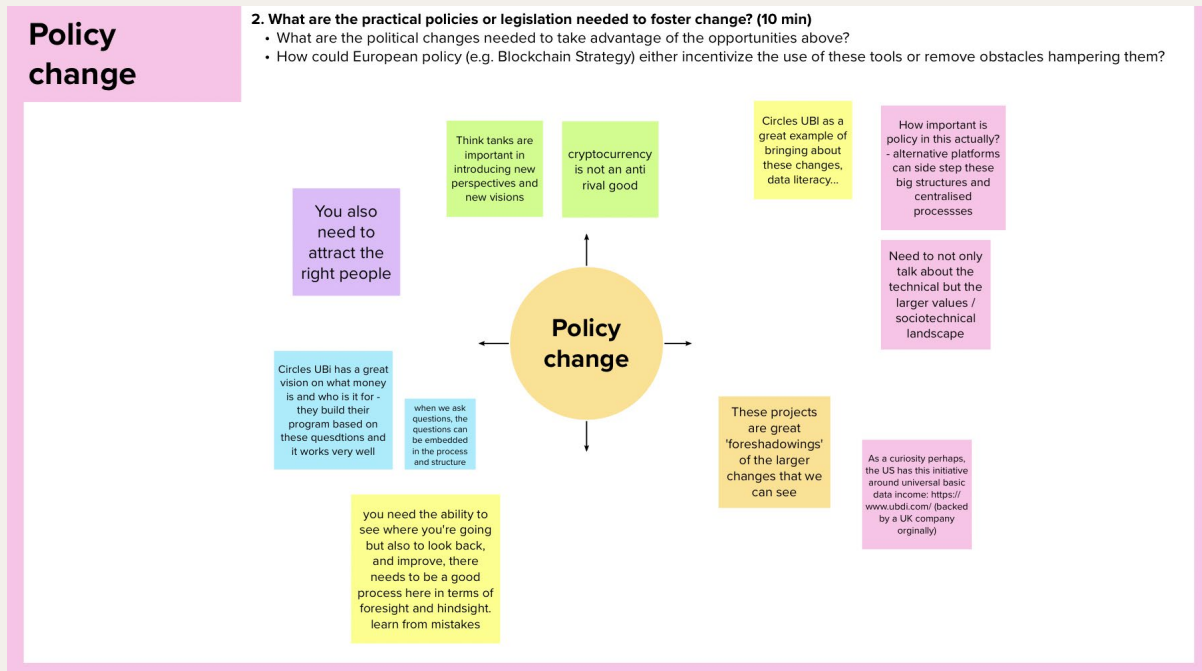 Policy
change
2. What are the practical policies or legislation needed to foster change? (10 min)
• What are the political changes needed to take advantage of the opportunities above?
• How could European policy (e.g. Blockchain Strategy) either incentivize the use of these tools or remove obstacles hampering them?
Think tanks are
important in
introducing new
perspectives and
new visions
cryptocurrency
is not an anti
rival good
Circles UBI as a
great example of
bringing about
these changes,
data literacy...
How important is
policy in this actually?
- alternative platforms
can side step these
big structures and
centralised
processses
You also
need to
attract the
right people
Need to not only
talk about the
technical but the
larger values /
sociotechnical
landscape
Policy
change
Circles UBi has a great
vision on what money
is and who is it for -
they build their
program based on
these quesdtions and
it works very well
when we ask
questions, the
questions can
be embedded
in the process
and structure
These projects
are great
'foreshadowings'
of the larger
changes that we
can see
As a curiosity perhaps,
the US has this initiative
around universal basic
data income: https://
www.ubdi.com/ (backed
by a UK company
orginally)
you need the ability to
see where you're going
but also to look back,
and improve, there
needs to be a good
process here in terms of
foresight and hindsight.
learn from mistakes